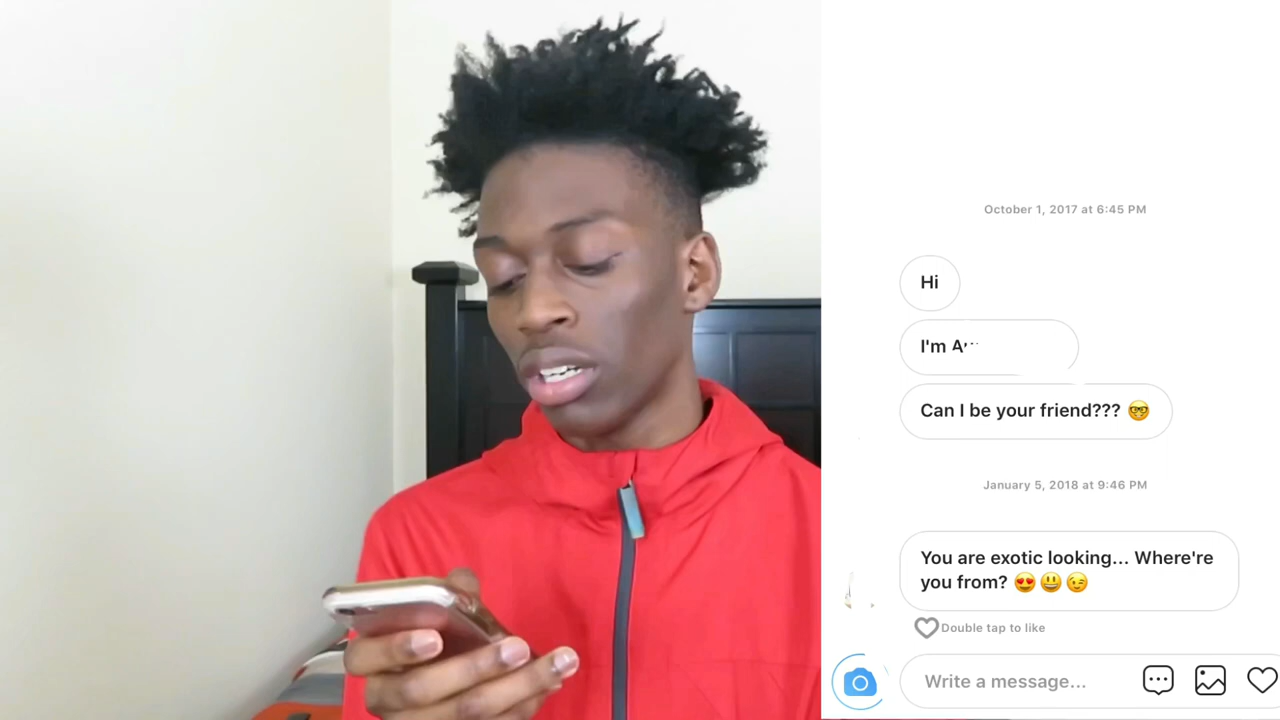 October 1, 2017 at 6:45 PM
Hi
I'm
Can I be your friend??? 🤓
January 5, 2018 at 9:46 PM
You are exotic looking... Where're
you from? 😍😃😉
Double tap to like
Write a message...